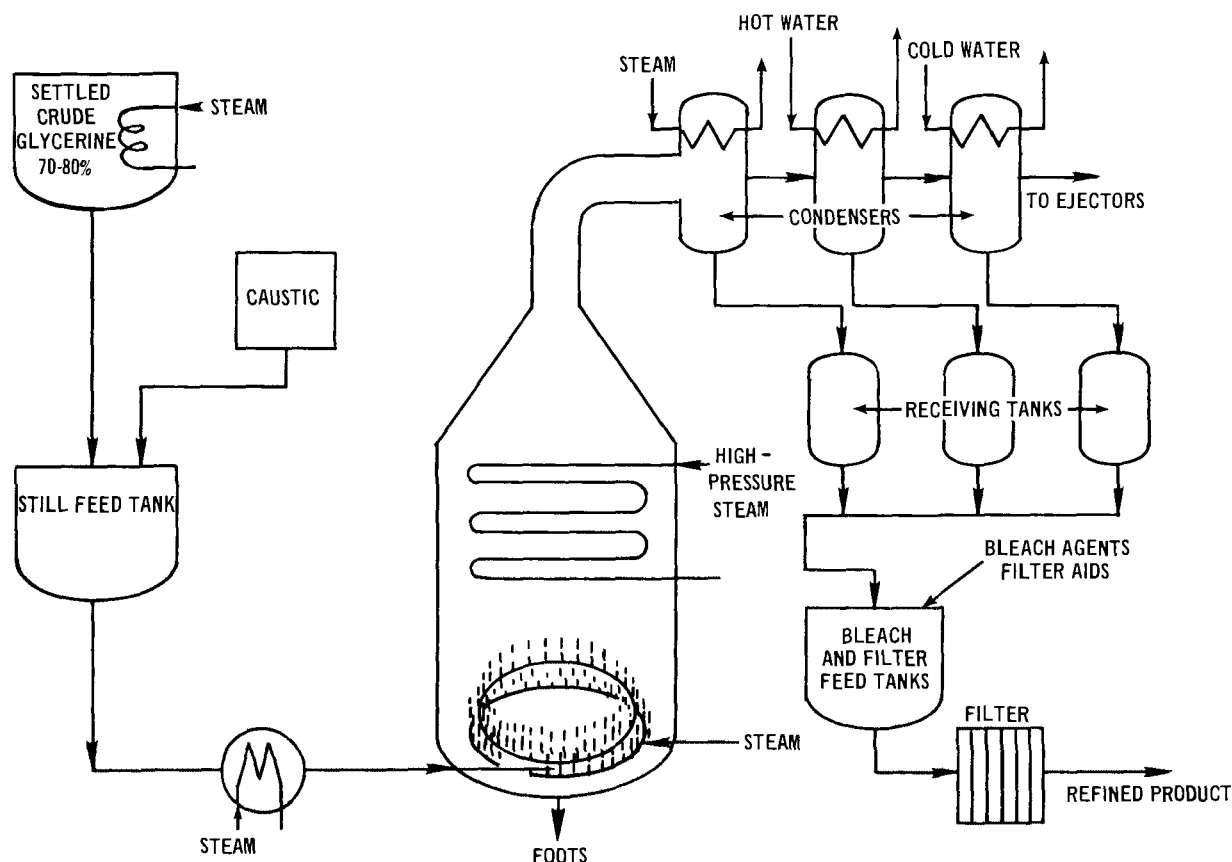 SETTLED
CRUDE
GLYCERINE
70-80%
STEAM
CAUSTIC
STILL FEED TANK
STEAM
HOT WATER
STEAM
COLD WATER
CONDENSERS
TO EJECTORS
RECEIVING TANKS
HIGH-
PRESSURE
STEAM
BLEACH AGENTS
FILTER AIDS
BLEACH
AND FILTER
FEED TANKS
STEAM
FOOTS
FILTER
REFINED PRODUCT